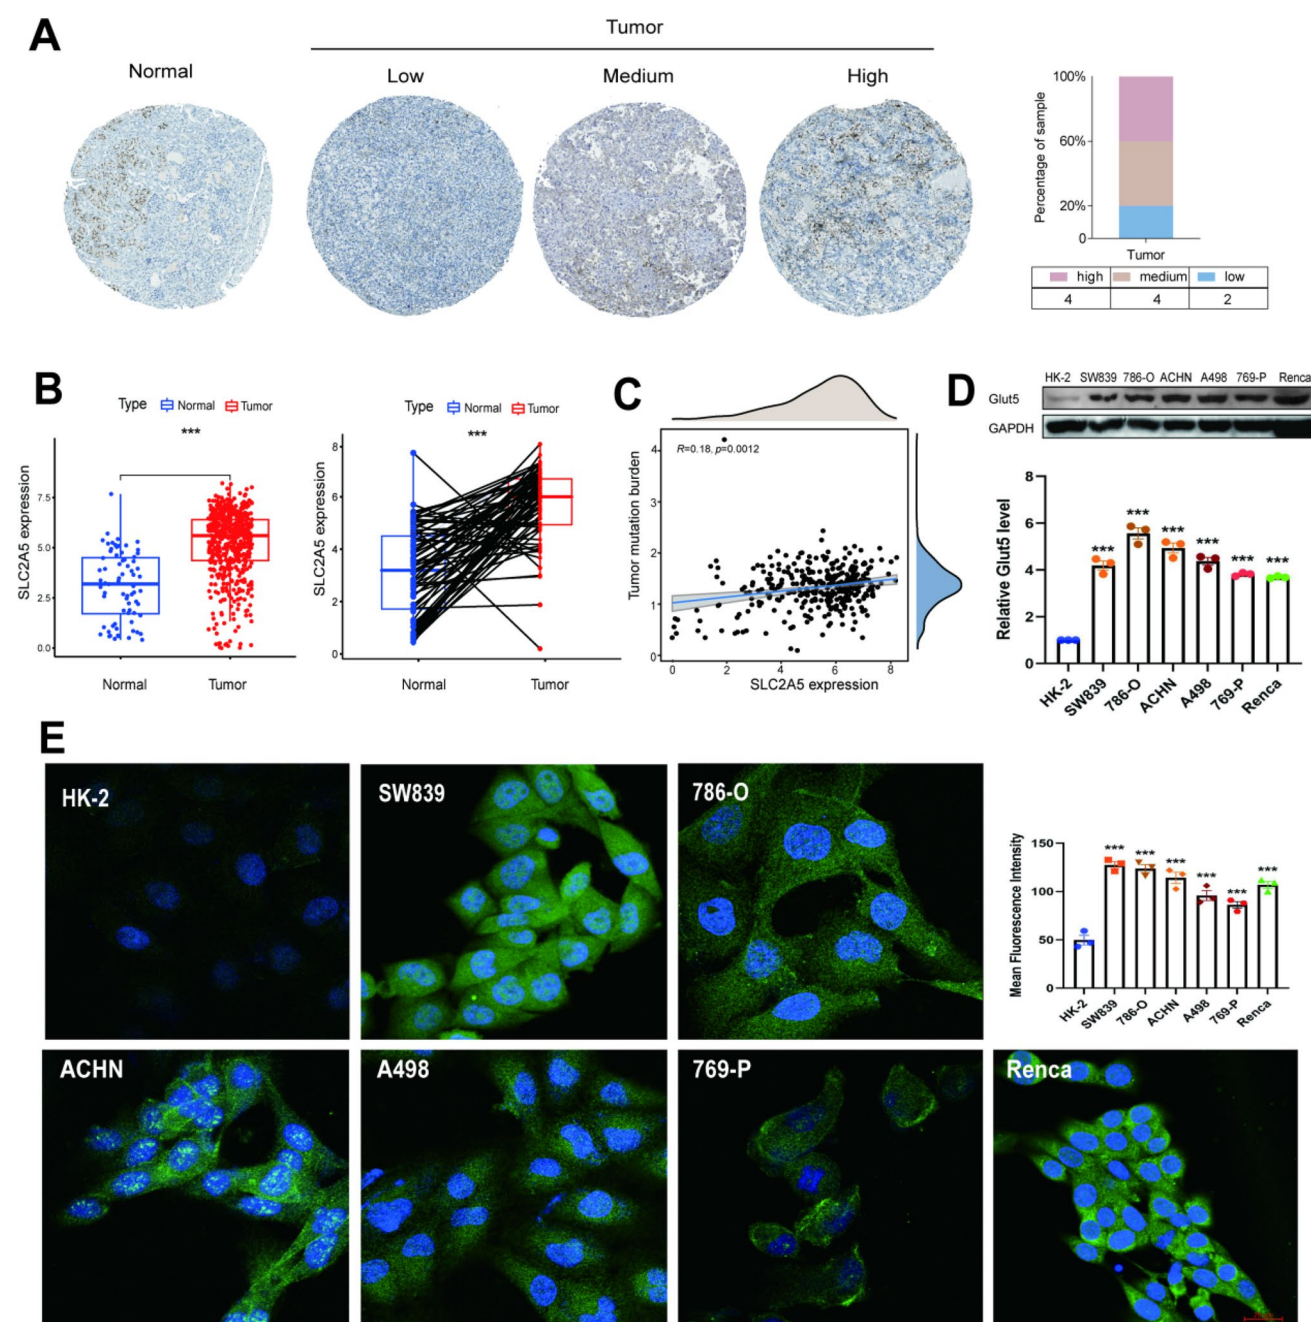 A
Tumor
Normal
Low
Medium
High
Percentage of sample
100%
60%
20%
0
Tumor
high medium low
4 4 2
B
Type Normal Tumor
***
SLC2A5 expression
7.5
5.0
2.5
0.0
Normal Tumor
Type Normal Tumor
***
SLC2A5 expression
8
6
4
2
0
Normal Tumor
C
R=0.18, p=0.0012
Tumor mutation burden
4
3
2
1
0
0 2 4 6 8
SLC2A5 expression
D
HK-2 SW839 786-O ACHN A498 769-P Renca
Glut5
GAPDH
Relative Glut5 level
8
6
4
2
0
*** *** *** *** *** ***
HK-2 SW839 786-O ACHN A498 769-P Renca
E
HK-2
SW839
786-O
Mean Fluorescence Intensity
150
100
50
0
*** *** *** *** *** ***
HK-2 SW839 786-O ACHN A498 769-P Renca
ACHN
A498
769-P
Renca